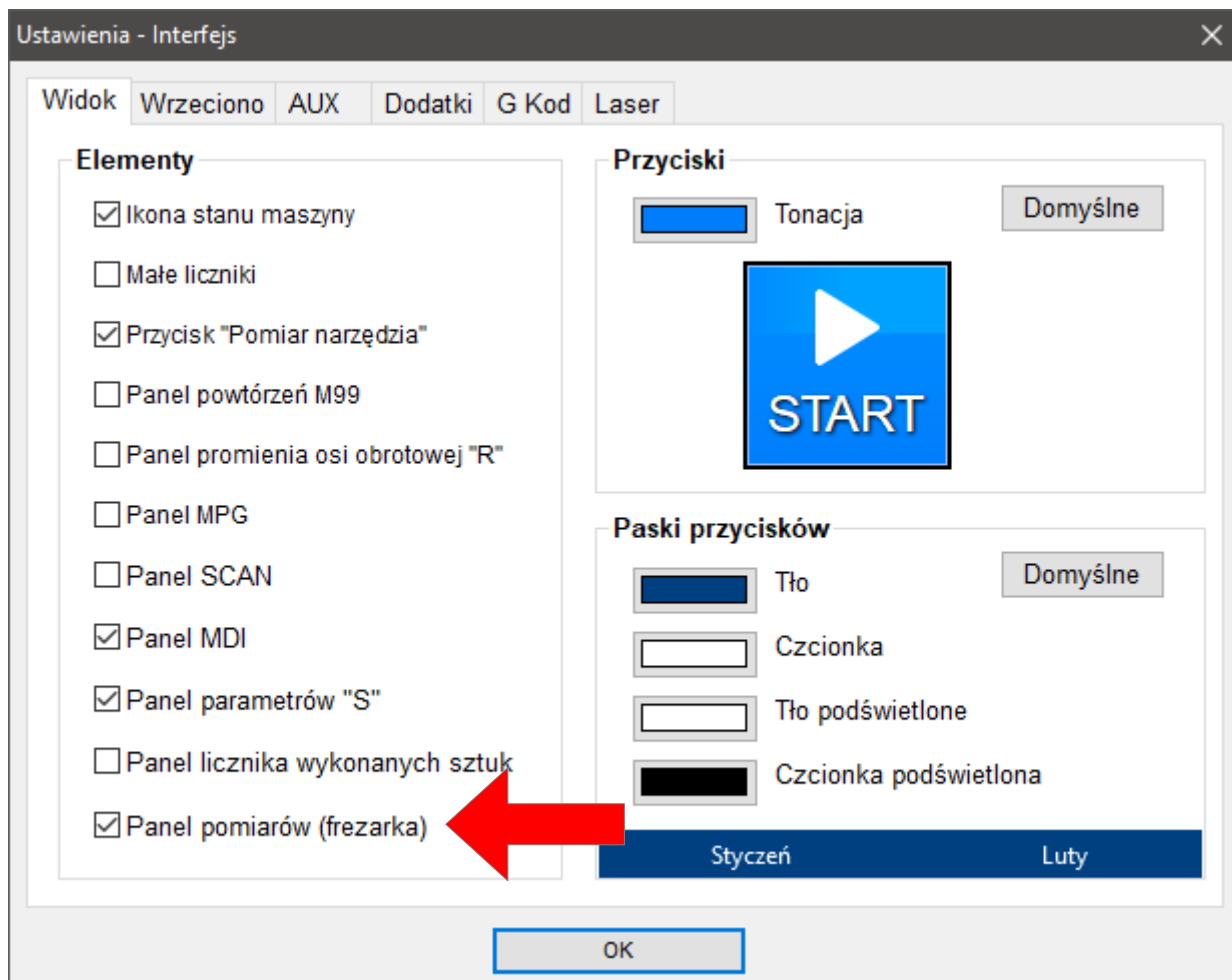 Ustawienia - Interfejs
Widok Wrzeciono AUX Dodatki G Kod Laser
Elementy
Ikona stanu maszyny
Małe liczniki
Przycisk "Pomiar narzędzia"
Panel powtórzeń M99
Panel promienia osi obrotowej "R"
Panel MPG
Panel SCAN
Panel MDI
Panel parametrów "S"
Panel licznika wykonanych sztuk
Panel pomiarów (frezarka)
Przyciski
Tonacja
Domyślne
START
Paski przycisków
Tło
Domyślne
Czcionka
Tło podświetlone
Czcionka podświetlona
Styczeń Luty
OK